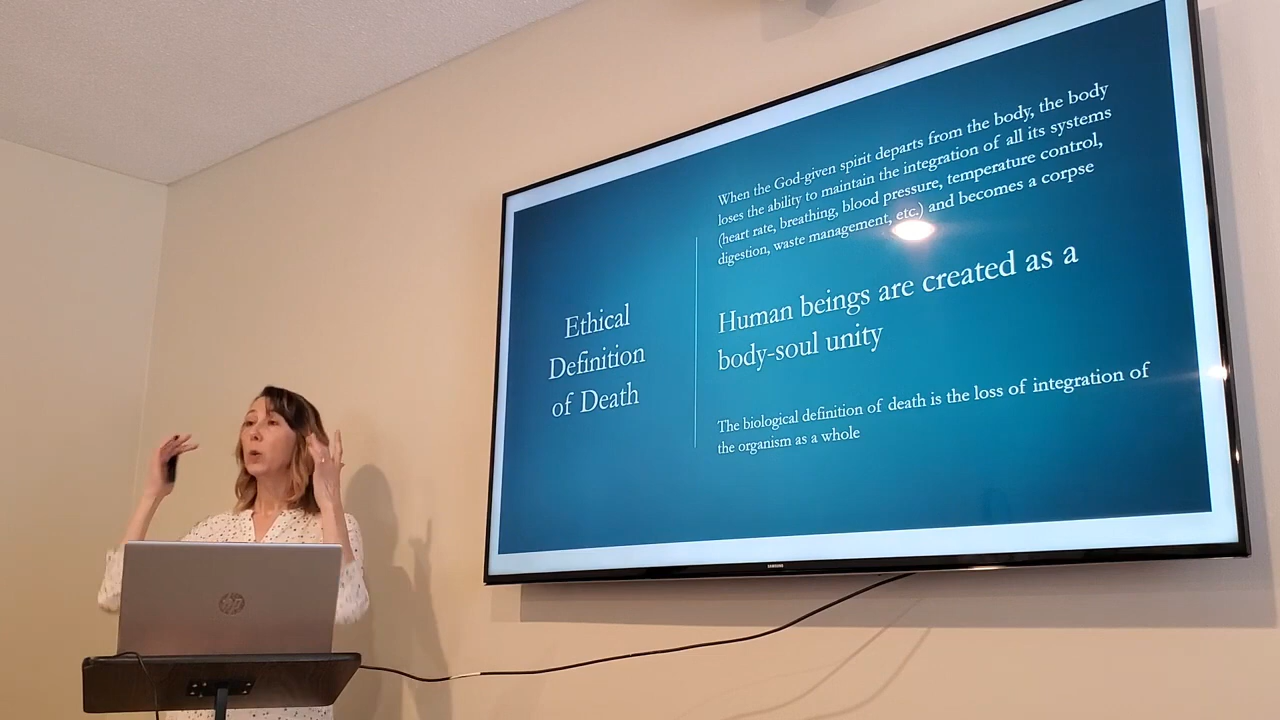 Ethical
Definition
of Death
When the God-given spirit departs from the body, the body
loses the ability to maintain the integration of all its systems
(heart rate, breathing, blood pressure, temperature control,
digestion, waste management, etc.) and becomes a corpse
Human beings are created as a
body-soul unity
The biological definition of death is the loss of integration of
the organism as a whole
SAMSUNG
hp